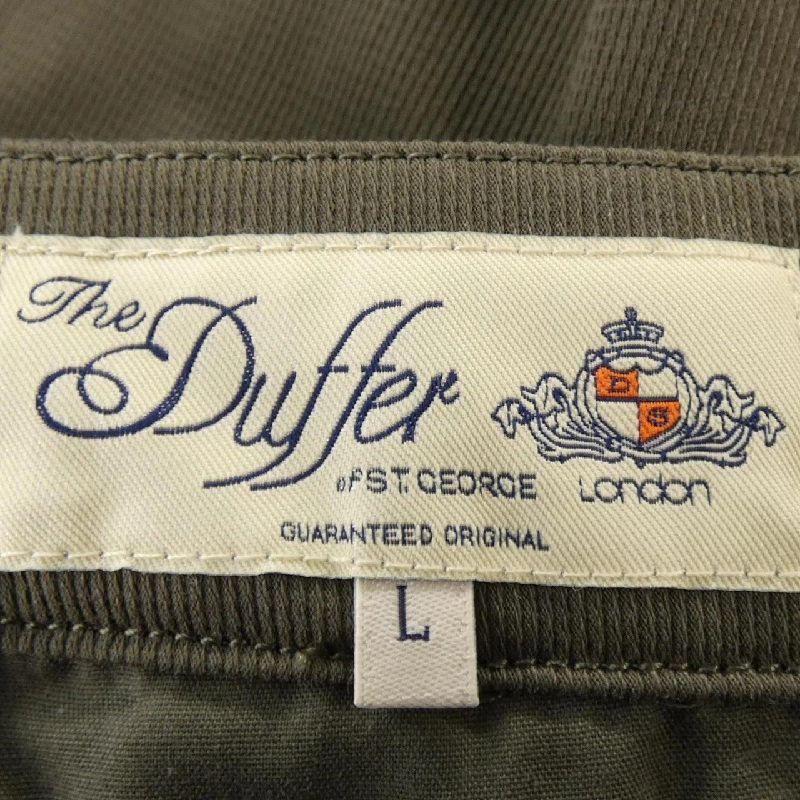 The Duffer
of ST. GEORGE
GUARANTEED ORIGINAL
D
S
London
L